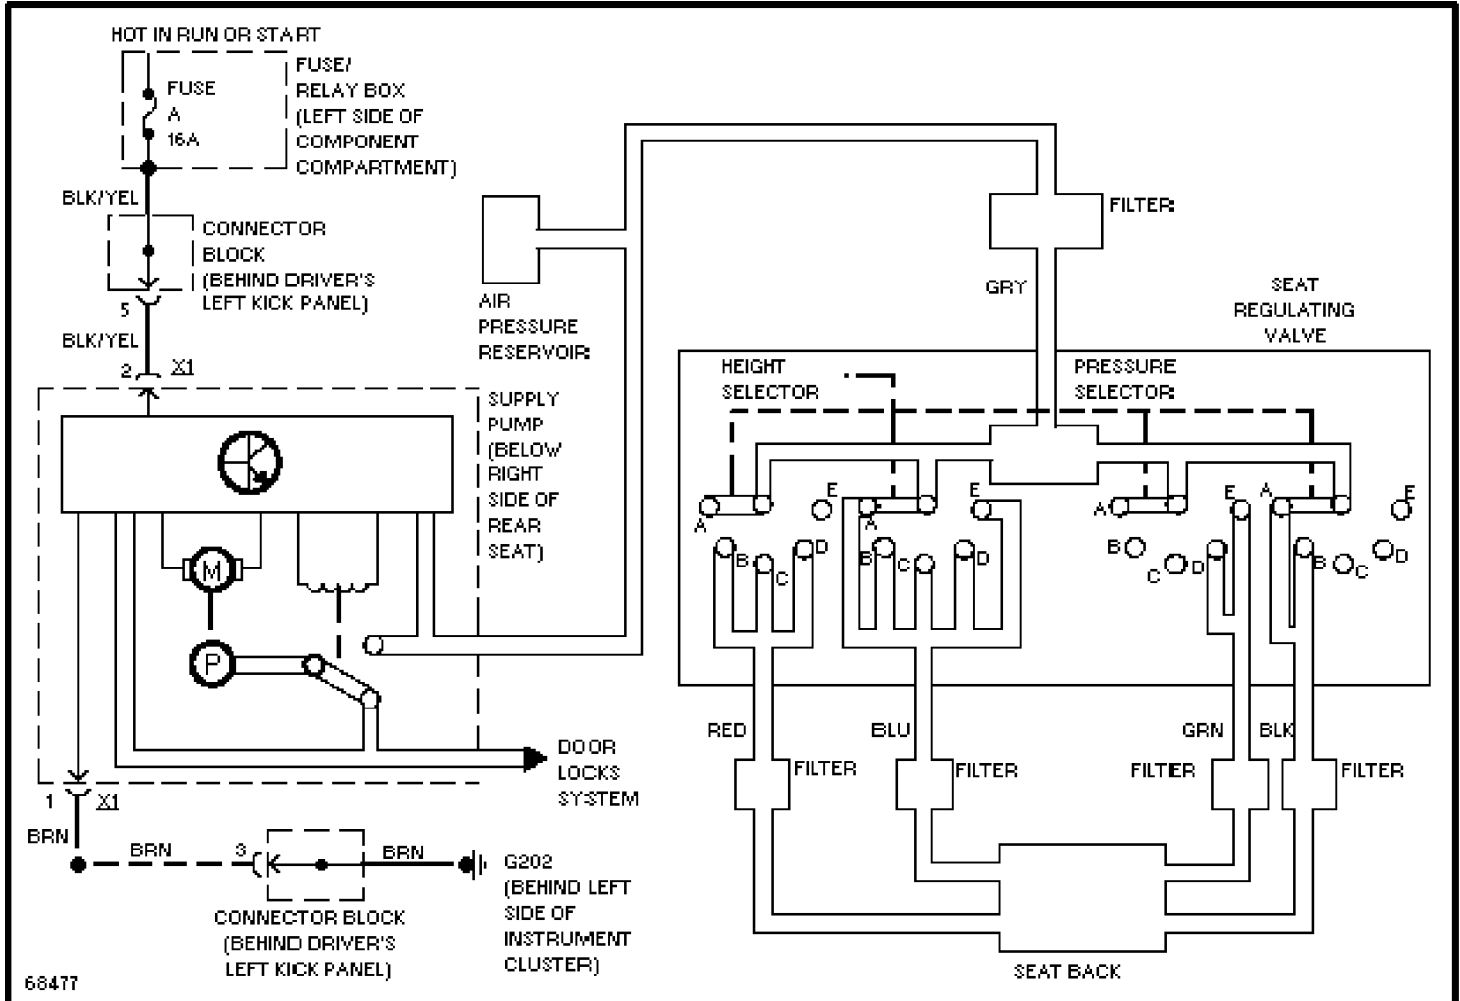 HOT IN RUN OR START
FUSE
A
16A
FUSE/
RELAY BOX
(LEFT SIDE OF
COMPONENT
COMPARTMENT)
BLK/YEL
CONNECTOR
BLOCK
(BEHIND DRIVER'S
LEFT KICK PANEL)
5
BLK/YEL
2
X1
AIR
PRESSURE
RESERVOIR
FILTER
GRY
SEAT
REGULATING
VALVE
SUPPLY
PUMP
(BELOW
RIGHT
SIDE OF
REAR
SEAT)
M
P
HEIGHT
SELECTOR
PRESSURE
SELECTOR
A
B
C
D
E
A
B
C
D
E
A
B
C
D
E
A
B
C
D
E
RED
BLU
GRN
BLK
FILTER
FILTER
FILTER
FILTER
DOOR
LOCKS
SYSTEM
1
X1
BRN
BRN
3
BRN
CONNECTOR BLOCK
(BEHIND DRIVER'S
LEFT KICK PANEL)
G202
(BEHIND LEFT
SIDE OF
INSTRUMENT
CLUSTER)
SEAT BACK
68477